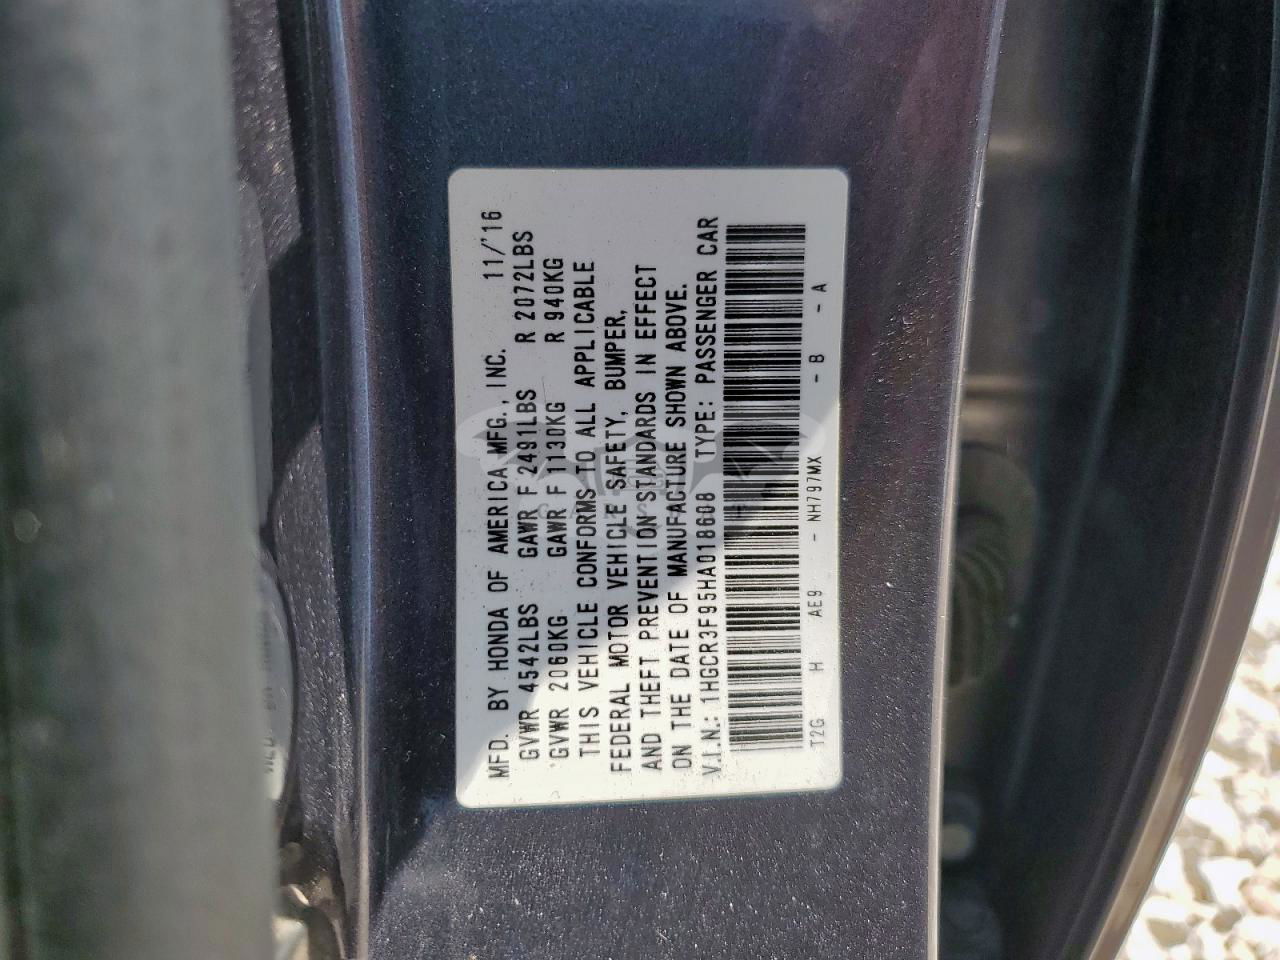 MFD. BY HONDA OF AMERICA MFG., INC. 11/'16
GVWR 4542LBS GAWR F 2491LBS R 2072LBS
GVWR 2060KG GAWR F 1130KG R 940KG
THIS VEHICLE CONFORMS TO ALL APPLICABLE
FEDERAL MOTOR VEHICLE SAFETY, BUMPER,
AND THEFT PREVENTION STANDARDS IN EFFECT
ON THE DATE OF MANUFACTURE SHOWN ABOVE.
V.I.N.: 1HGCR3F95HA018608 TYPE: PASSENGER CAR
T2G H AE9 - NH797MX - B - A